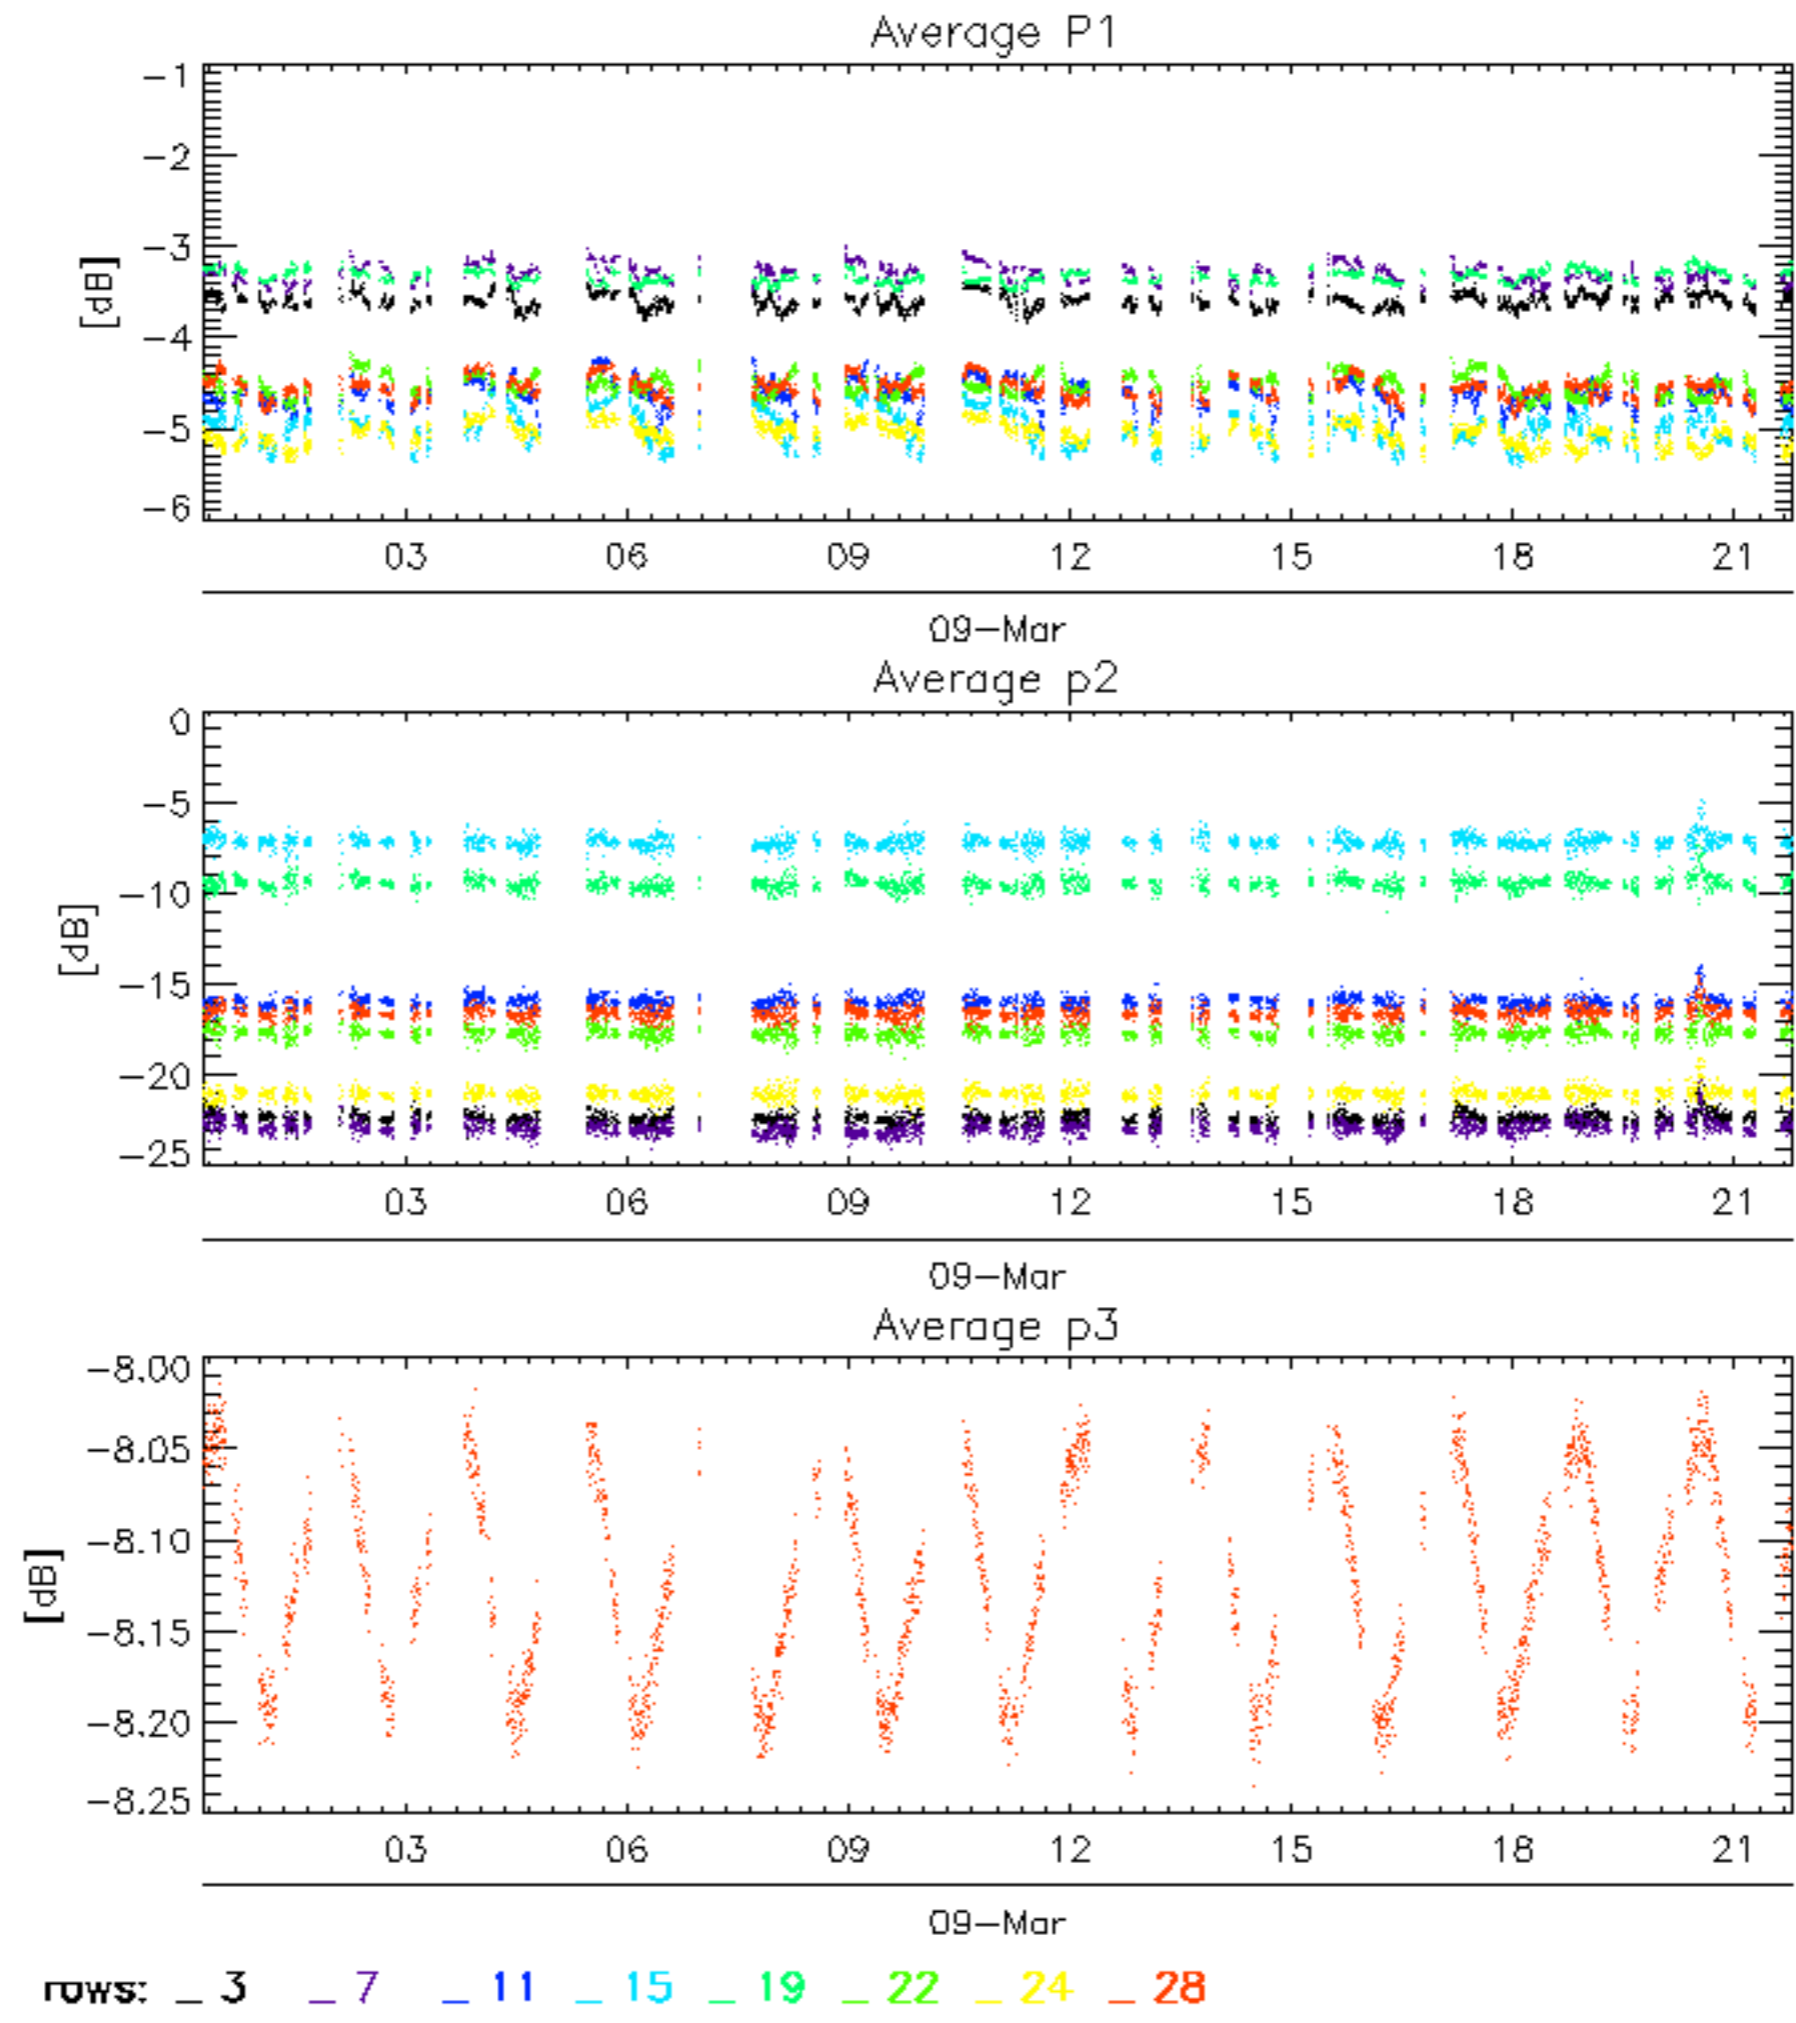 Average P1
-1
-2
-3
-4
-5
-6
[dB]
03 06 09 12 15 18 21
09-Mar
Average p2
0
-5
-10
-15
-20
-25
[dB]
03 06 09 12 15 18 21
09-Mar
Average p3
-8.00
-8.05
-8.10
-8.15
-8.20
-8.25
[dB]
03 06 09 12 15 18 21
09-Mar
rows: _ 3 _ 7 _ 11 _ 15 _ 19 _ 22 _ 24 _ 28